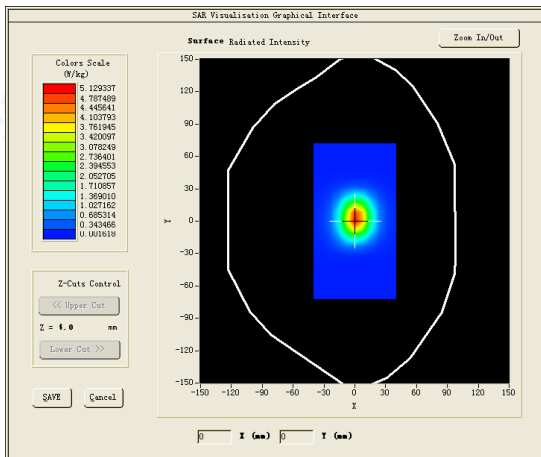 SAR Visualisation Graphical Interface
Surface Radiated Intensity
Zoom In/Out
Colors Scale
(W/kg)
5.129337
4.787489
4.445641
4.103793
3.761945
3.420097
3.078249
2.736401
2.394553
2.052705
1.710857
1.369010
1.027162
0.685314
0.343466
0.001618
150
120
90
60
30
0
-30
-60
-90
-120
-150
Y
-150 -120 -90 -60 -30 0 30 60 90 120 150
X
Z-Cuts Control
<< Upper Cut
Z = 4.0 mm
Lower Cut >>
SAVE Cancel
0 X (mm) 0 Y (mm)